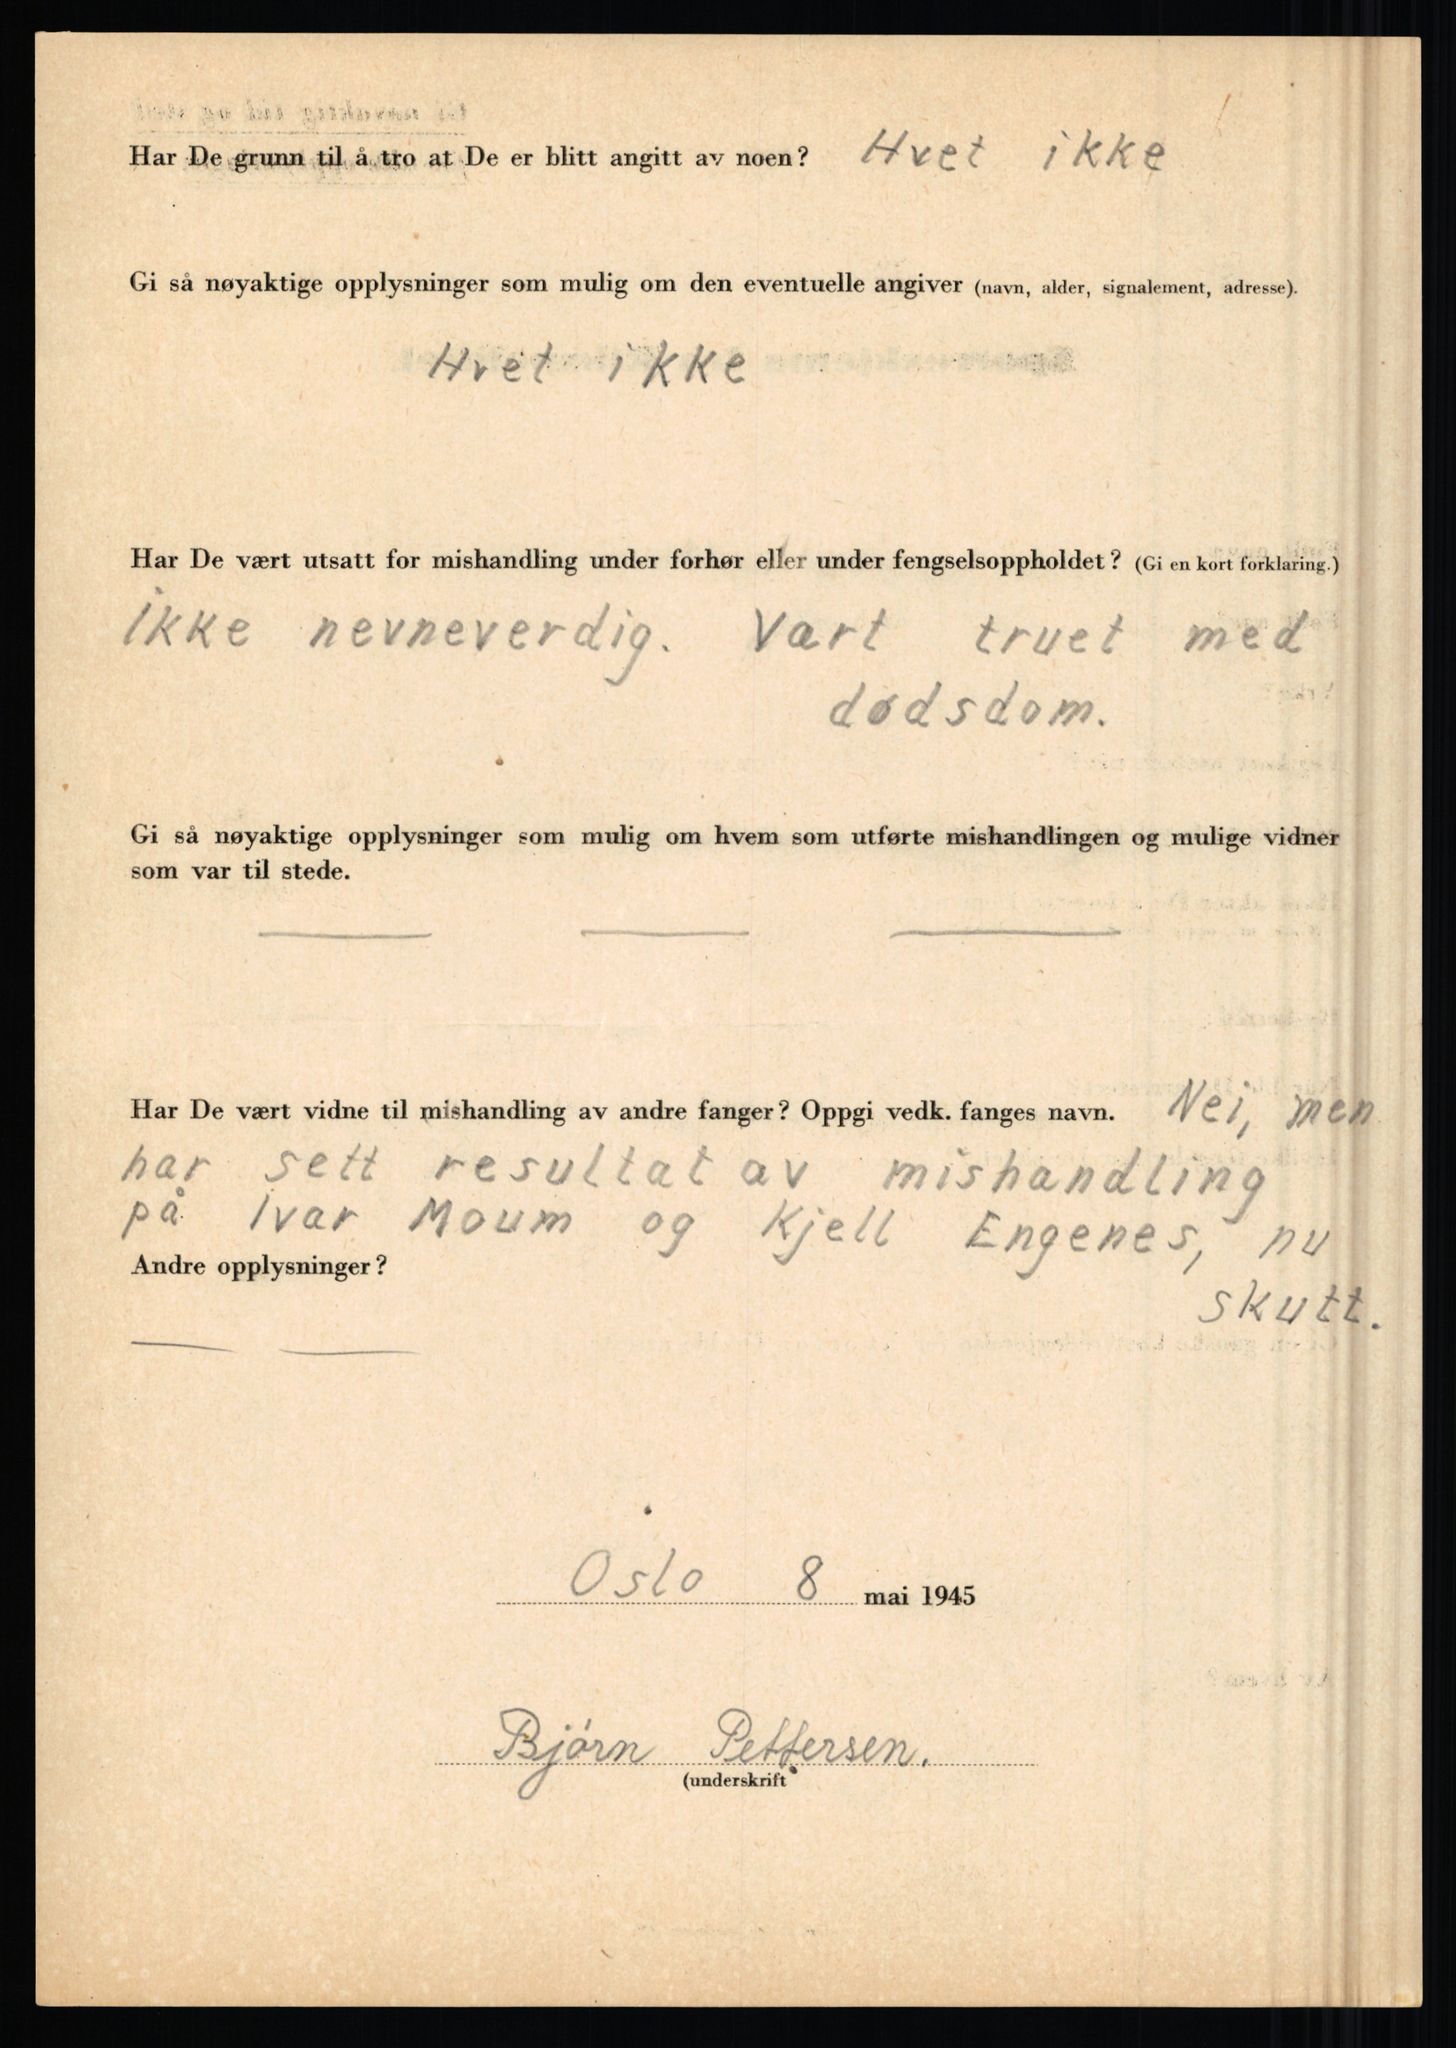 Har De grunn til å tro at De er blitt angitt av noen? Hvet ikke
Gi så nøyaktige opplysninger som mulig om den eventuelle angiver (navn, alder, signalement, adresse).
Hvet ikke
Har De vært utsatt for mishandling under forhør eller under fengselsoppholdet? (Gi en kort forklaring.)
Ikke nevneverdig. Vart truet med
dødsdom.
Gi så nøyaktige opplysninger som mulig om hvem som utførte mishandlingen og mulige vidner
som var til stede.
Har De vært vidne til mishandling av andre fanger? Oppgi vedk. fanges navn. Nei, men
har sett resultat av mishandling
på Ivar Moum og Kjell Engenes, nu
skutt.
Andre opplysninger?
Oslo 8 mai 1945
Bjørn Pettersen.
(underskrift